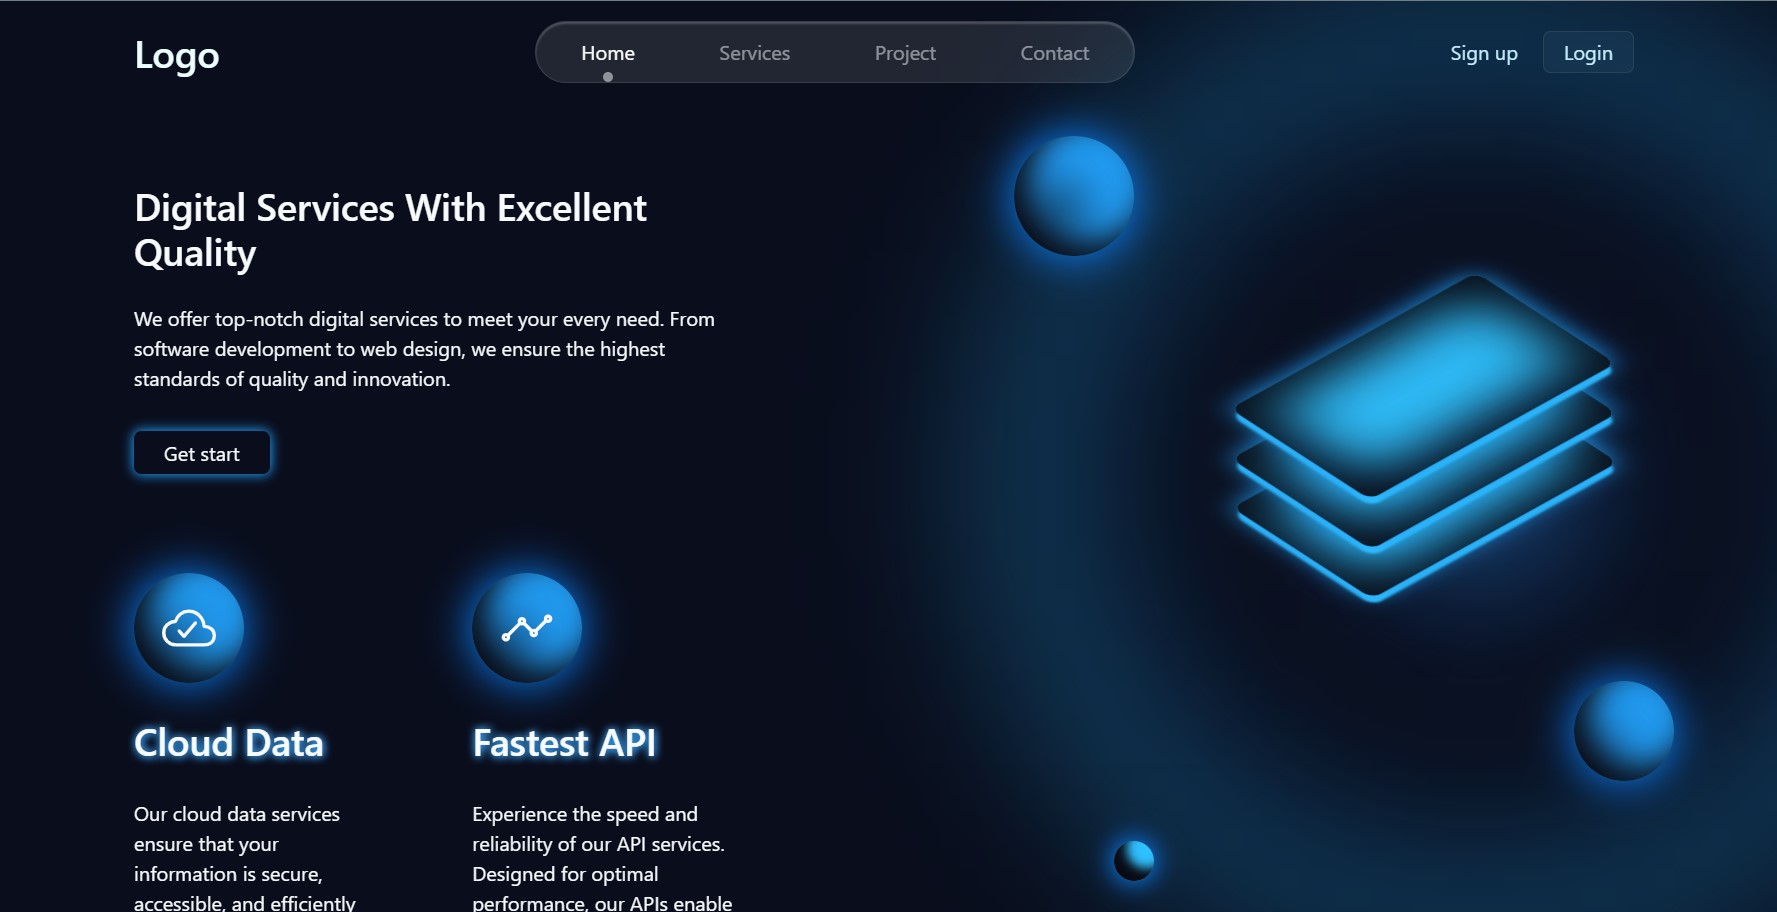 Logo
Home Services Project Contact
Sign up Login
Digital Services With Excellent
Quality
We offer top-notch digital services to meet your every need. From
software development to web design, we ensure the highest
standards of quality and innovation.
Get start
Cloud Data
Our cloud data services
ensure that your
information is secure,
accessible, and efficiently
Fastest API
Experience the speed and
reliability of our API services.
Designed for optimal
performance, our APIs enable